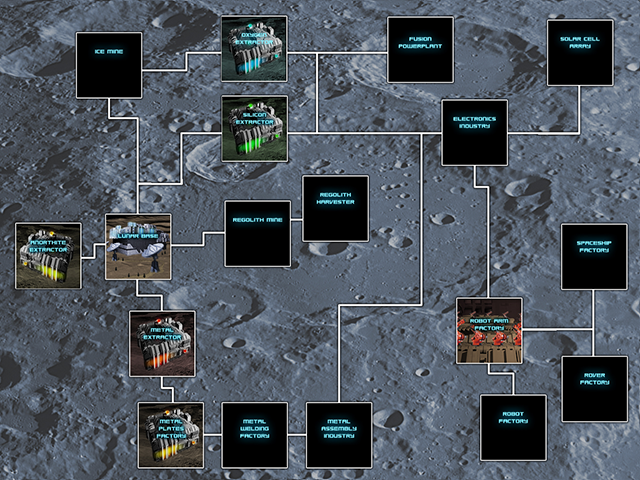 ICE MINE
OXYGEN
EXTRACTOR
FUSION
POWERPLANT
SOLAR CELL
ARRAY
SILICON
EXTRACTOR
ELECTRONICS
INDUSTRY
REGOLITH MINE
REGOLITH
HARVESTER
ANORTHITE
EXTRACTOR
LUNAR BASE
SPACESHIP
FACTORY
METAL
EXTRACTOR
ROBOT ARM
FACTORY
ROVER
FACTORY
METAL
PLATES
FACTORY
METAL
WELDING
FACTORY
METAL
ASSEMBLY
INDUSTRY
ROBOT
FACTORY